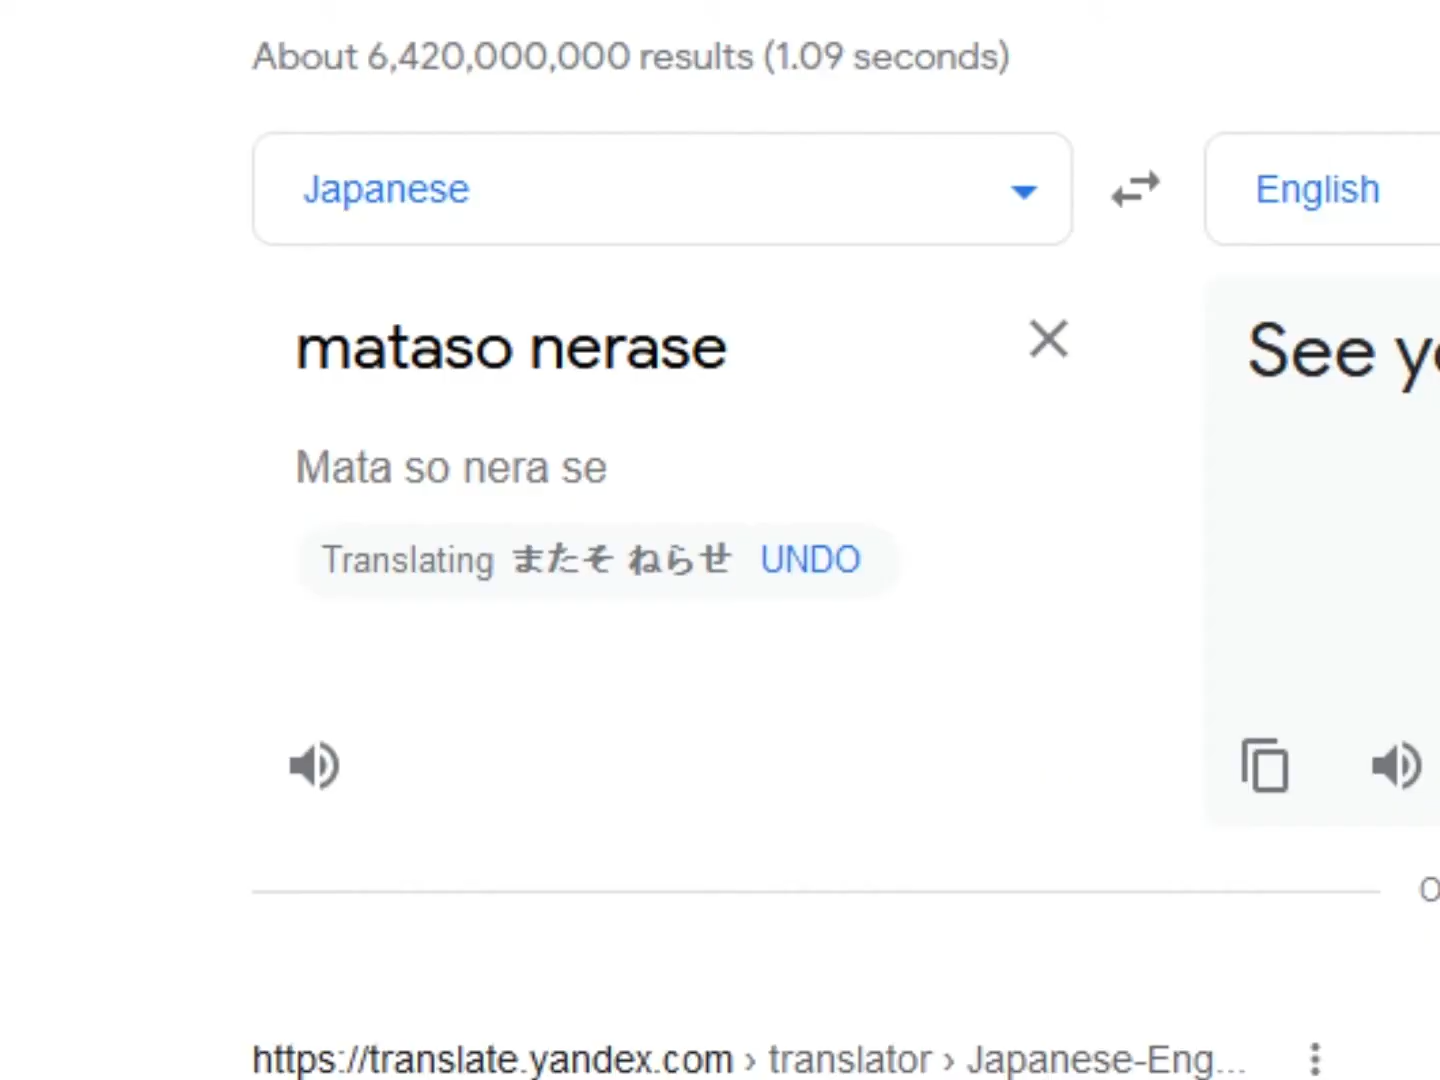 About 6,420,000,000 results (1.09 seconds)
Japanese
English
mataso nerase
See
Mata so nera se
Translating またそ ねらせ UNDO
https://translate.yandex.com › translator › Japanese-Eng...